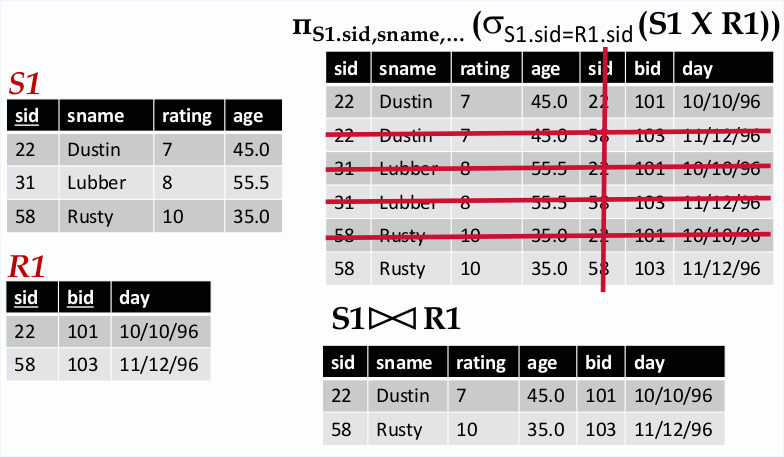 π S1.sid,sname,… (σ S1.sid=R1.sid (S1 X R1))
S1
sid sname rating age
22 Dustin 7 45.0
31 Lubber 8 55.5
58 Rusty 10 35.0
R1
sid bid day
22 101 10/10/96
58 103 11/12/96
sid sname rating age sid bid day
22 Dustin 7 45.0 22 101 10/10/96
22 Dustin 7 45.0 58 103 11/12/96
31 Lubber 8 55.5 22 101 10/10/96
31 Lubber 8 55.5 58 103 11/12/96
58 Rusty 10 35.0 22 101 10/10/96
58 Rusty 10 35.0 58 103 11/12/96
S1 ⋈ R1
sid sname rating age bid day
22 Dustin 7 45.0 101 10/10/96
58 Rusty 10 35.0 103 11/12/96